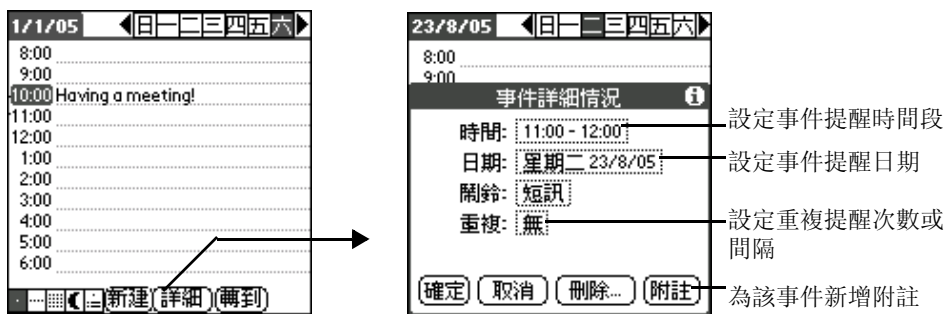 1/1/05 日一二三四五六
8:00
9:00
10:00 Having a meeting!
11:00
12:00
1:00
2:00
3:00
4:00
5:00
6:00
新建 詳細 轉到
23/8/05 日一二三四五六
8:00
9:00
事件詳細情況
時間: 11:00 - 12:00
日期: 星期二 23/8/05
鬧鈴: 短訊
重複: 無
確定 取消 刪除... 附註
設定事件提醒時間段
設定事件提醒日期
設定重複提醒次數或
間隔
為該事件新增附註